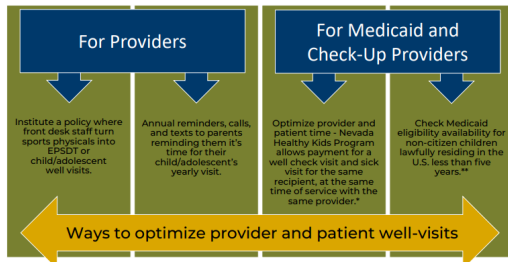 For Providers
For Medicaid and
Check-Up Providers
Institute a policy where
front desk staff turn
sports physicals into
EPSDT or
child/adolescent
well visits.
Annual reminders, calls,
and texts to parents
reminding them it's
time for their
child/adolescent's
yearly visit.
Optimize provider and
patient time - Nevada
Healthy Kids Program
allows payment for a
well check visit and sick
visit for the same
recipient, at the same
time of service with the
same provider.*
Check Medicaid
eligibility availability for
non-citizen children
lawfully residing in the
U.S. less than five
years.**
Ways to optimize provider and patient well-visits